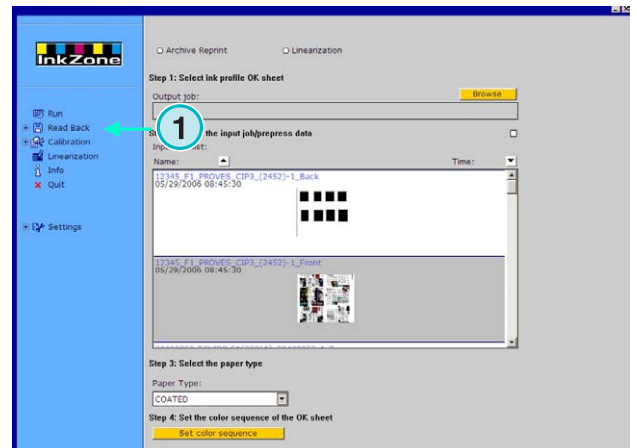 InkZone
Run
Read Back
Calibration
Linearization
Info
Quit
Settings
1
Archive Reprint
Linearization
Step 1: Select ink profile OK sheet
Output job:
Browse
the input job/prepress data
Name:
Time:
12345_F1_PROVES_CIP3_(2452)-1_Back
05/29/2006 08:45:30
12345_F1_PROVES_CIP3_(2452)-1_Front
05/29/2006 08:45:30
Step 3: Select the paper type
Paper Type:
COATED
Step 4: Set the color sequence of the OK sheet
Set color sequence